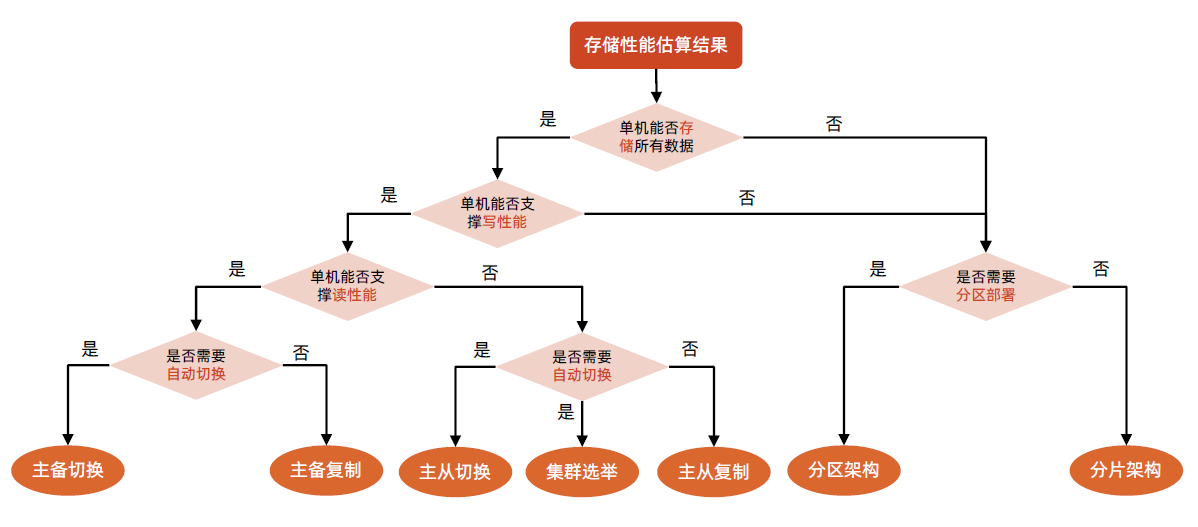 存储性能估算结果
是
否
单机能否存
储所有数据
是
否
单机能否支
撑写性能
是
否
单机能否支
撑读性能
是
否
是否需要
分区部署
是
否
是否需要
自动切换
是
否
是
是否需要
自动切换
主备切换
主备复制
主从切换
集群选举
主从复制
分区架构
分片架构